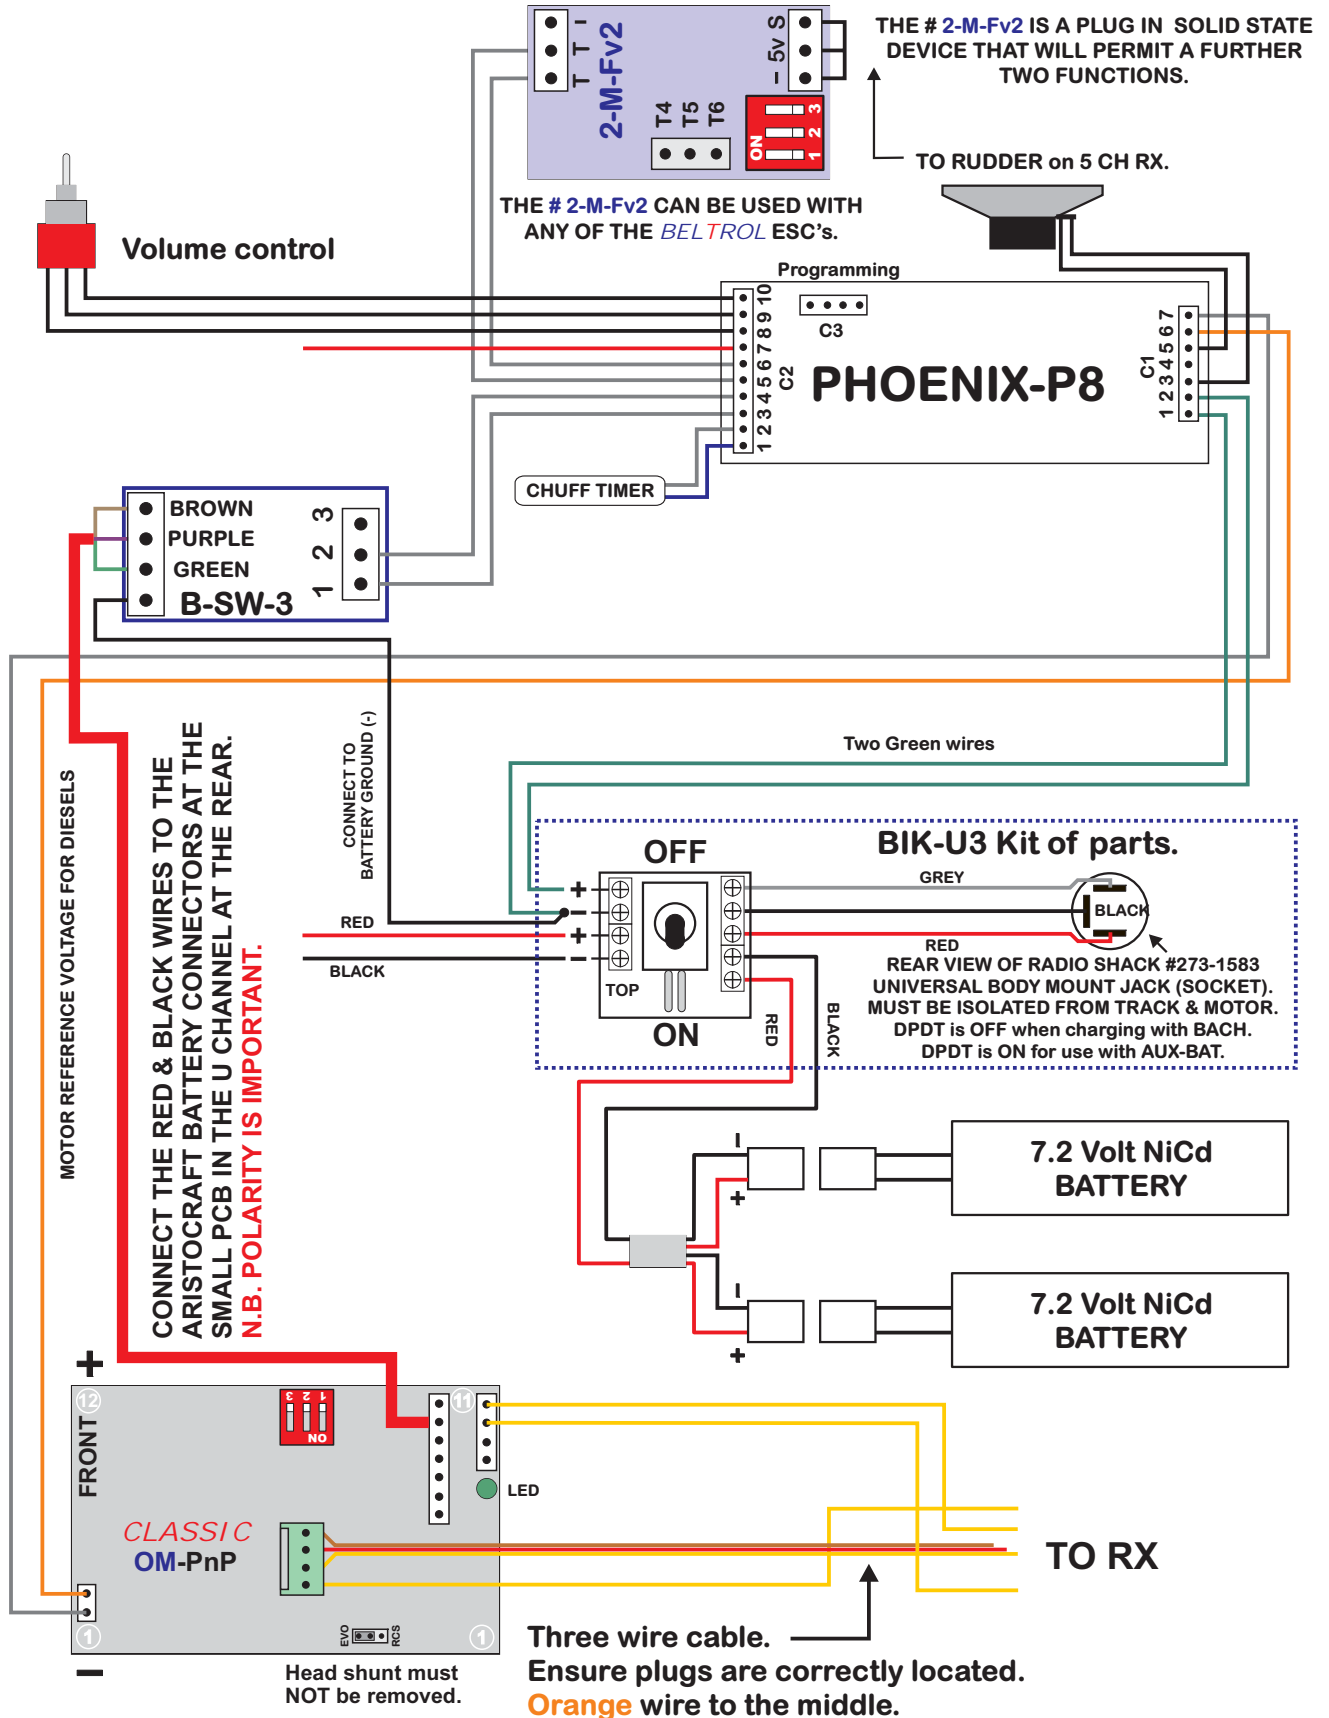 THE # 2-M-Fv2 IS A PLUG IN SOLID STATE
DEVICE THAT WILL PERMIT A FURTHER
TWO FUNCTIONS.
T T I
2-M-Fv2
– 5v S
T4
T5
T6
ON
1 2 3
TO RUDDER on 5 CH RX.
THE # 2-M-Fv2 CAN BE USED WITH
ANY OF THE BELTROL ESC's.
Volume control
Programming
C3
1 2 3 4 5 6 7 8 9 10
C2
PHOENIX-P8
C1
1 2 3 4 5 6 7
CHUFF TIMER
BROWN
PURPLE
GREEN
B-SW-3
1 2 3
MOTOR REFERENCE VOLTAGE FOR DIESELS
CONNECT THE RED & BLACK WIRES TO THE
ARISTOCRAFT BATTERY CONNECTORS AT THE
SMALL PCB IN THE U CHANNEL AT THE REAR.
N.B. POLARITY IS IMPORTANT.
CONNECT TO
BATTERY GROUND (-)
Two Green wires
BIK-U3 Kit of parts.
OFF
+
–
+
–
TOP
ON
RED
BLACK
GREY
BLACK
RED
REAR VIEW OF RADIO SHACK #273-1583
UNIVERSAL BODY MOUNT JACK (SOCKET).
MUST BE ISOLATED FROM TRACK & MOTOR.
DPDT is OFF when charging with BACH.
DPDT is ON for use with AUX-BAT.
RED
BLACK
–
+
7.2 Volt NiCd
BATTERY
–
+
7.2 Volt NiCd
BATTERY
+
12
FRONT
1 2 3
ON
11
LED
CLASSIC
OM-PnP
1
EVO
RCS
1
–
TO RX
Head shunt must
NOT be removed.
Three wire cable.
Ensure plugs are correctly located.
Orange wire to the middle.